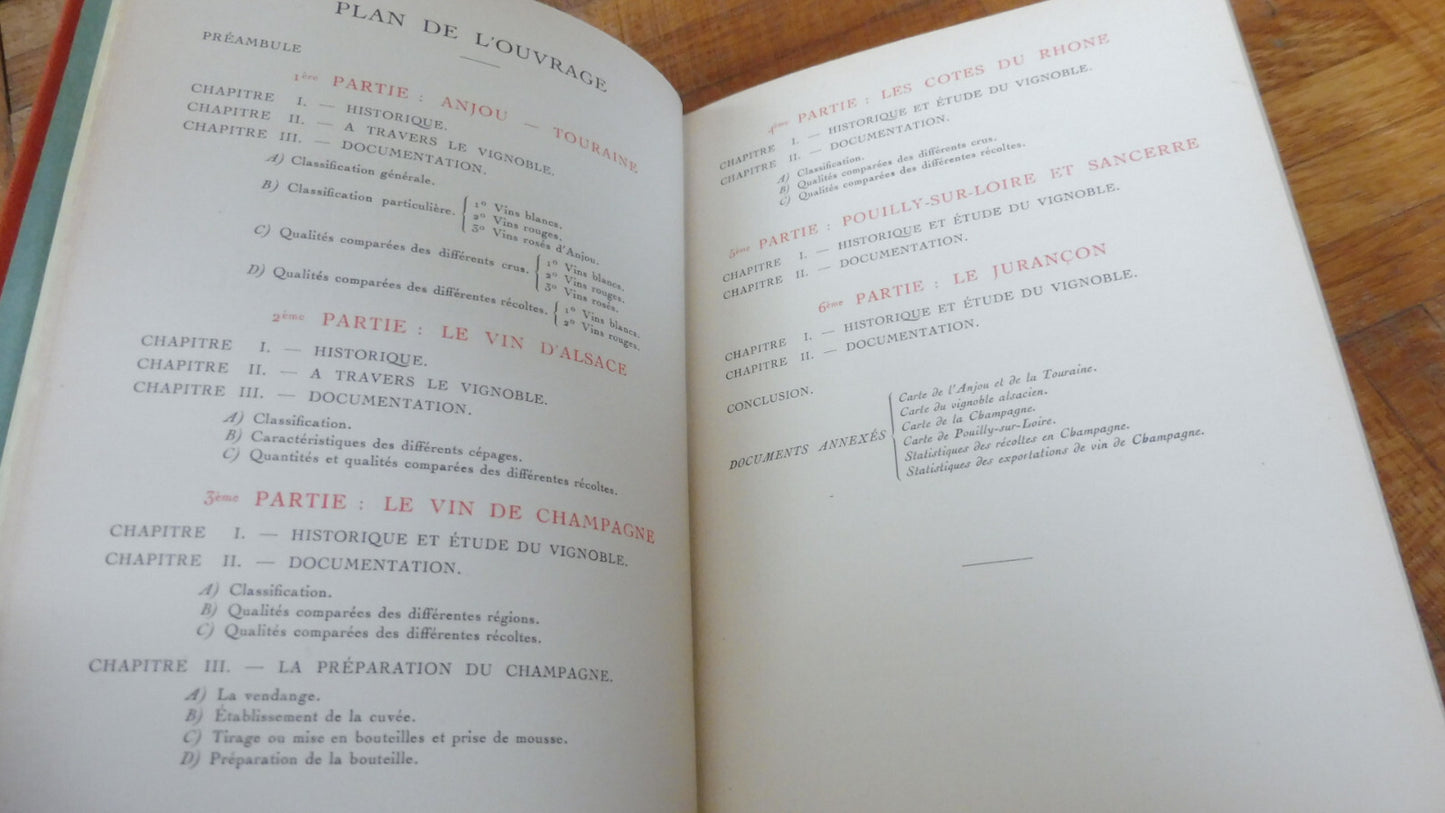 PLAN DE L'OUVRAGE
PRÉAMBULE
1ère PARTIE : ANJOU — TOURAINE
CHAPITRE I. — HISTORIQUE.
CHAPITRE II. — A TRAVERS LE VIGNOBLE.
CHAPITRE III. — DOCUMENTATION.
A) Classification générale.
B) Classification particulière.
1º Vins blancs.
2º Vins rouges.
3º Vins rosés d'Anjou.
C) Qualités comparées des différents crus.
1º Vins blancs.
2º Vins rouges.
3º Vins rosés.
D) Qualités comparées des différentes récoltes.
1º Vins blancs.
2º Vins rouges.
2ème PARTIE : LE VIN D'ALSACE
CHAPITRE I. — HISTORIQUE.
CHAPITRE II. — A TRAVERS LE VIGNOBLE.
CHAPITRE III. — DOCUMENTATION.
A) Classification.
B) Caractéristiques des différents cépages.
C) Quantités et qualités comparées des différentes récoltes.
3ème PARTIE : LE VIN DE CHAMPAGNE
CHAPITRE I. — HISTORIQUE ET ÉTUDE DU VIGNOBLE.
CHAPITRE II. — DOCUMENTATION.
A) Classification.
B) Qualités comparées des différentes régions.
C) Qualités comparées des différentes récoltes.
CHAPITRE III. — LA PRÉPARATION DU CHAMPAGNE.
A) La vendange.
B) Établissement de la cuvée.
C) Tirage ou mise en bouteilles et prise de mousse.
D) Préparation de la bouteille.
4ème PARTIE : LES COTES DU RHONE
CHAPITRE I. — HISTORIQUE ET ÉTUDE DU VIGNOBLE.
CHAPITRE II. — DOCUMENTATION.
A) Classification.
B) Qualités comparées des différents crus.
C) Qualités comparées des différentes récoltes.
5ème PARTIE : POUILLY-SUR-LOIRE ET SANCERRE
CHAPITRE I. — HISTORIQUE ET ÉTUDE DU VIGNOBLE.
CHAPITRE II. — DOCUMENTATION.
6ème PARTIE : LE JURANÇON
CHAPITRE I. — HISTORIQUE ET ÉTUDE DU VIGNOBLE.
CHAPITRE II. — DOCUMENTATION.
CONCLUSION.
DOCUMENTS ANNEXÉS
Carte de l'Anjou et de la Touraine.
Carte du vignoble alsacien.
Carte de la Champagne.
Carte de Pouilly-sur-Loire.
Statistiques des récoltes en Champagne.
Statistiques des exportations de vin de Champagne.